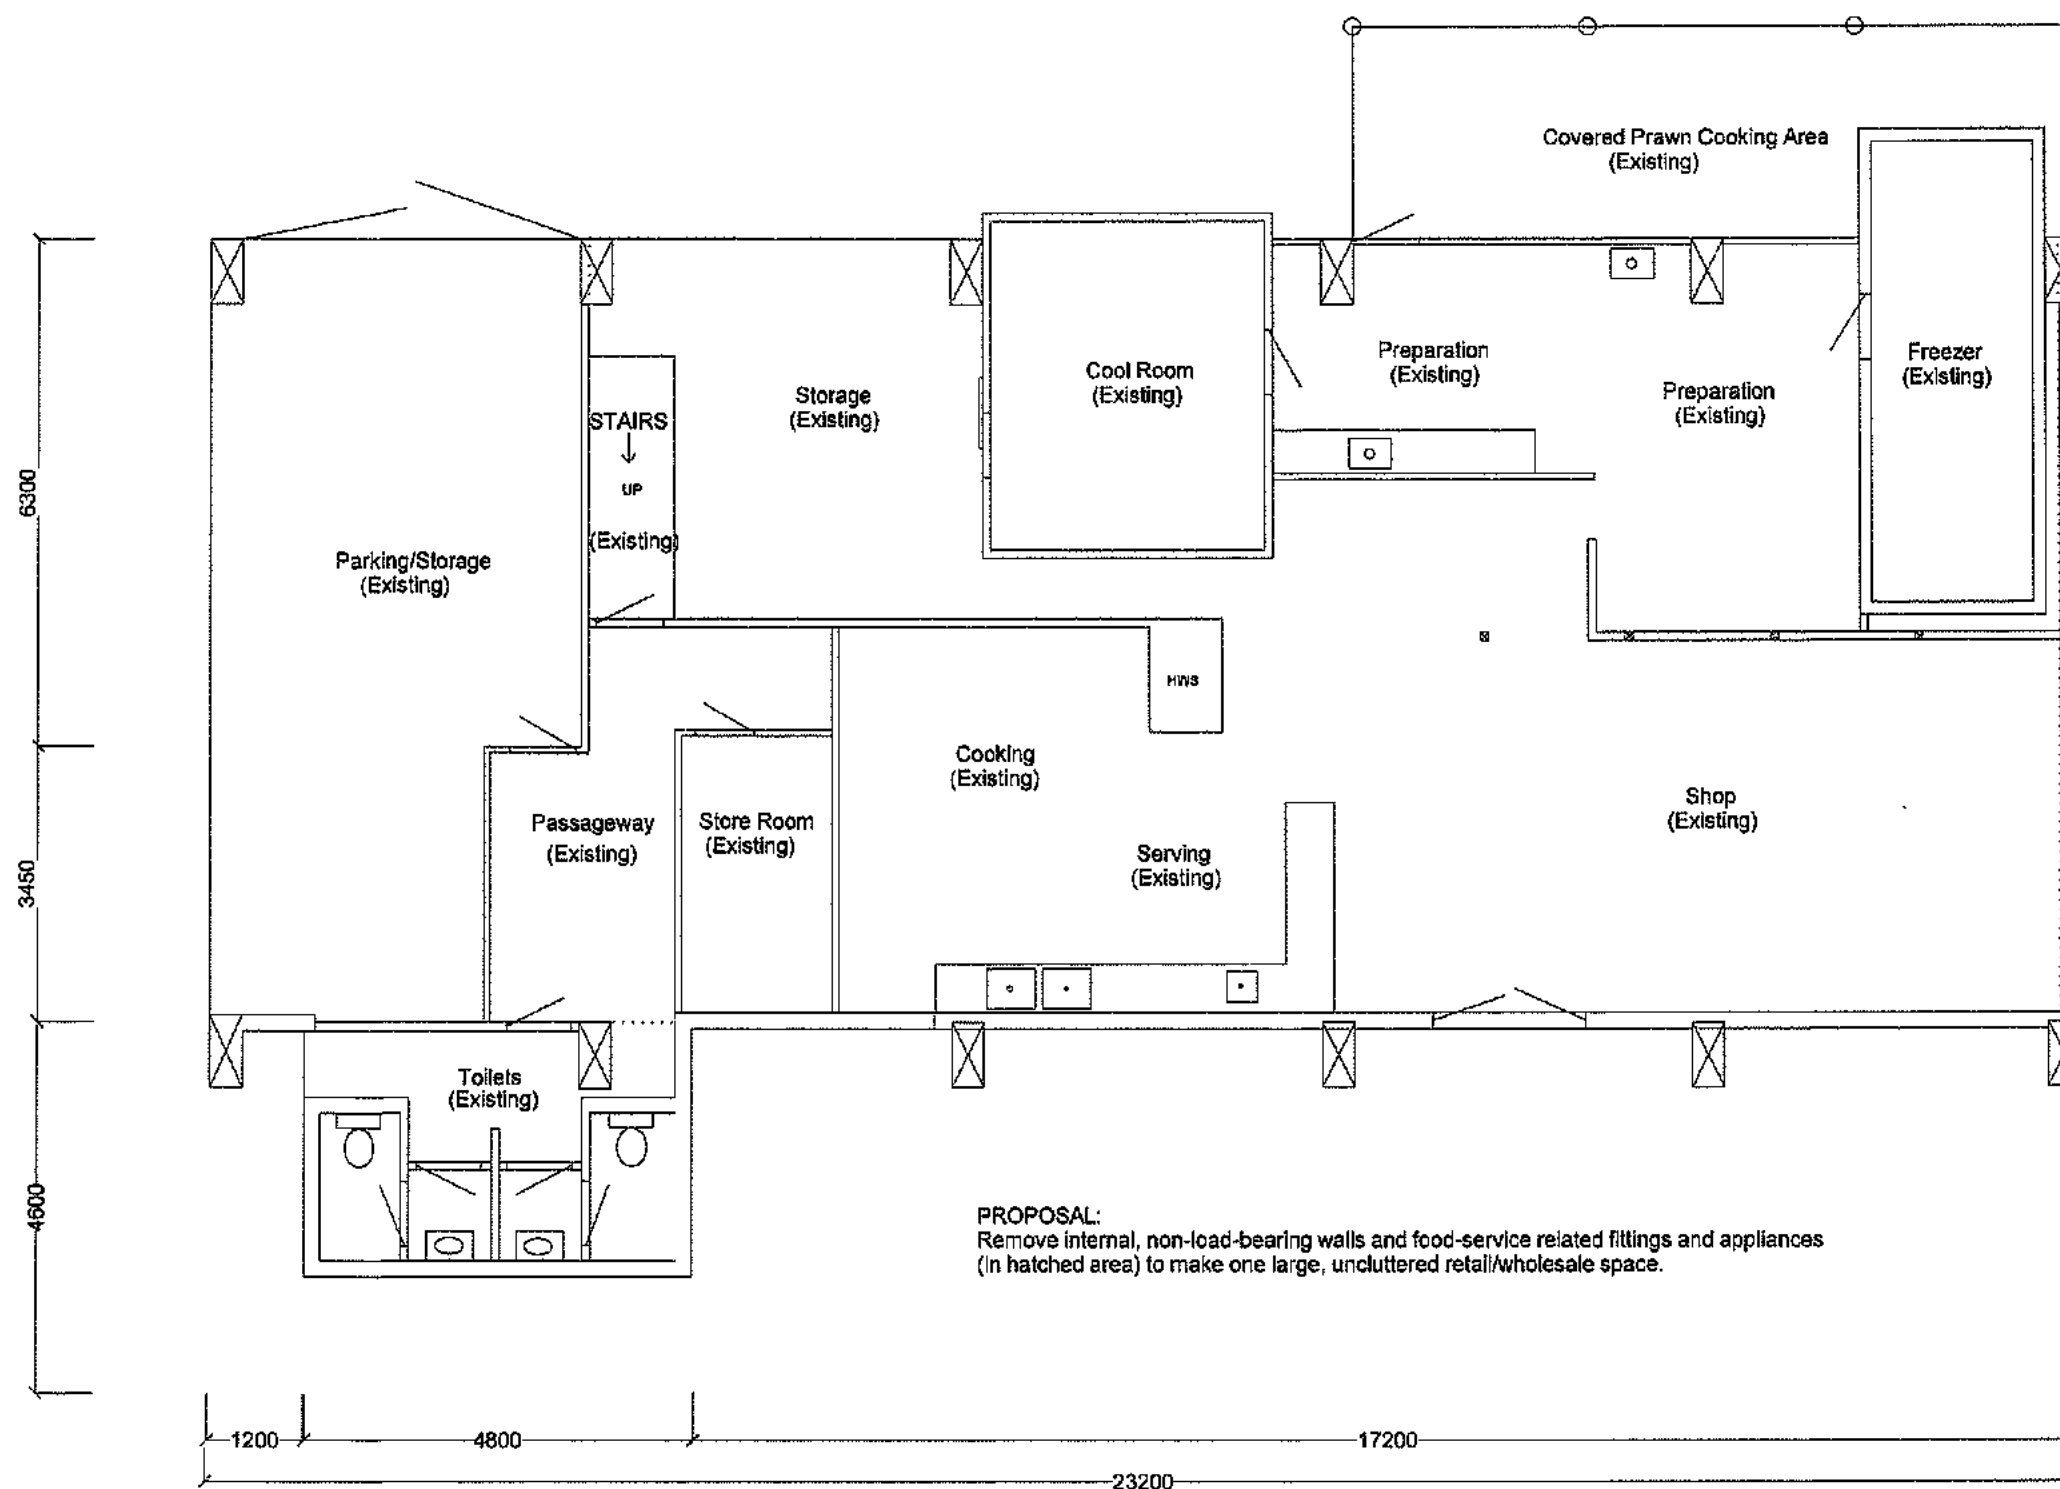 Covered Prawn Cooking Area
(Existing)
Freezer
(Existing)
Preparation
(Existing)
Cool Room
(Existing)
Preparation
(Existing)
Storage
(Existing)
STAIRS
UP
(Existing)
6300
Parking/Storage
(Existing)
HWS
Cooking
(Existing)
Shop
(Existing)
Passageway
(Existing)
Store Room
(Existing)
Serving
(Existing)
3450
Toilets
(Existing)
4600
PROPOSAL:
Remove internal, non-load-bearing walls and food-service related fittings and appliances
(in hatched area) to make one large, uncluttered retail/wholesale space.
1200
4800
17200
23200